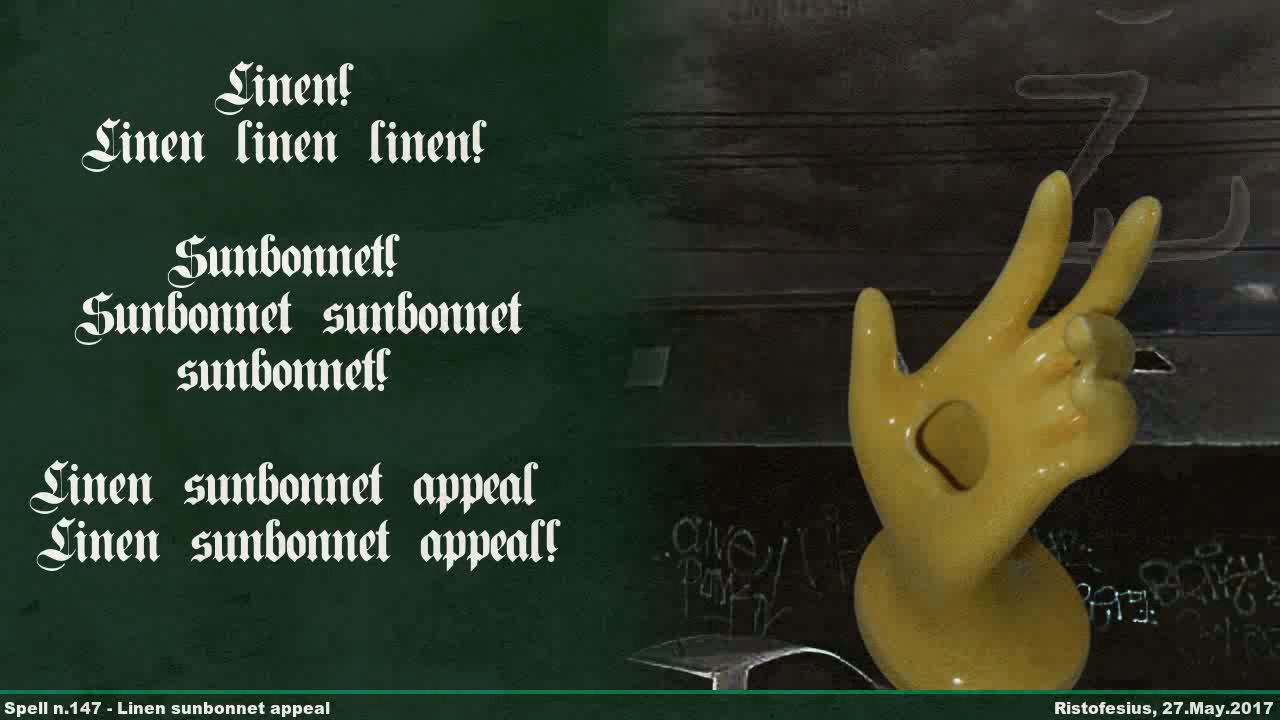 Linen!
Linen linen linen!
Sunbonnet!
Sunbonnet sunbonnet
sunbonnet!
Linen sunbonnet appeal
Linen sunbonnet appeal!
Spell n.147 - Linen sunbonnet appeal
Ristofesius, 27.May.2017